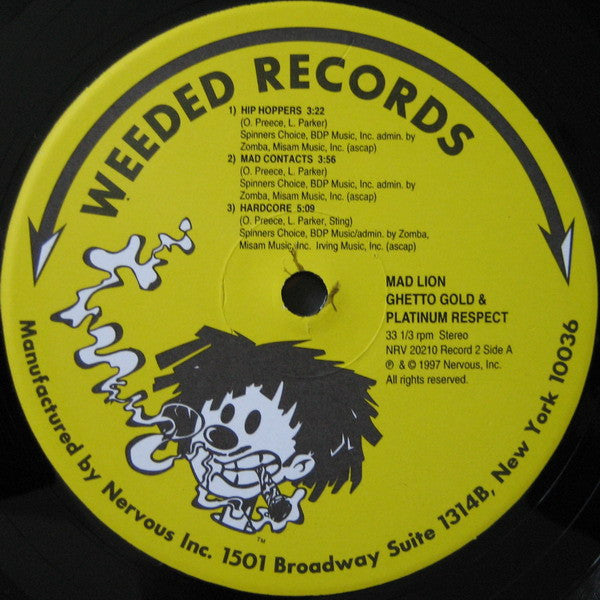 WEEDED RECORDS
1) HIP HOPPERS 3:22
(O. Preece, L. Parker)
Spinners Choice, BDP Music, Inc. admin. by
Zomba, Misam Music, Inc. (ascap)
2) MAD CONTACTS 3:56
(O. Preece, L. Parker)
Spinners Choice, BDP Music, Inc. admin. by
Zomba, Misam Music, Inc. (ascap)
3) HARDCORE 5:09
(O. Preece, L. Parker, Sting)
Spinners Choice, BDP Music/admin. by Zomba,
Misam Music, Inc. Irving Music, Inc. (ascap)
MAD LION
GHETTO GOLD &
PLATINUM RESPECT
33 1/3 rpm Stereo
NRV 20210 Record 2 Side A
℗ & © 1997 Nervous, Inc.
All rights reserved.
TM
Manufactured by Nervous Inc. 1501 Broadway Suite 1314B, New York 10036